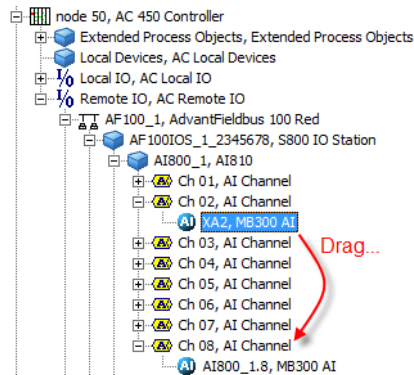 node 50, AC 450 Controller
Extended Process Objects, Extended Process Objects
Local Devices, AC Local Devices
I/O Local IO, AC Local IO
I/O Remote IO, AC Remote IO
AF100_1, AdvantFieldbus 100 Red
AF100IOS_1_2345678, S800 IO Station
AI800_1, AI810
Ch 01, AI Channel
Ch 02, AI Channel
AI XA2, MB300 AI
Ch 03, AI Channel
Drag...
Ch 04, AI Channel
Ch 05, AI Channel
Ch 06, AI Channel
Ch 07, AI Channel
Ch 08, AI Channel
AI AI800_1.8, MB300 AI